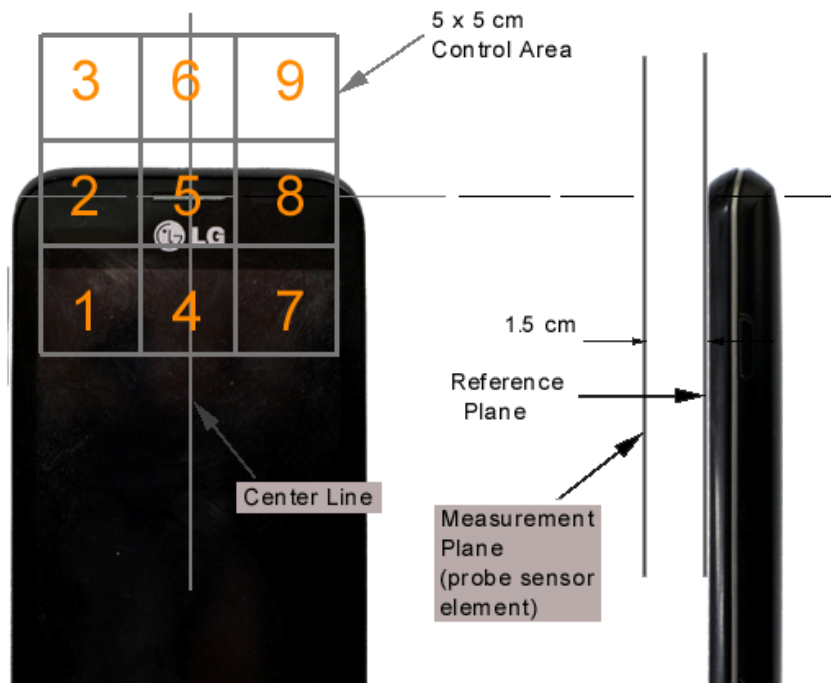 5 x 5 cm
Control Area
3 6 9
2 5 8
LG
1 4 7
1.5 cm
Reference
Plane
Center Line
Measurement
Plane
(probe sensor
element)